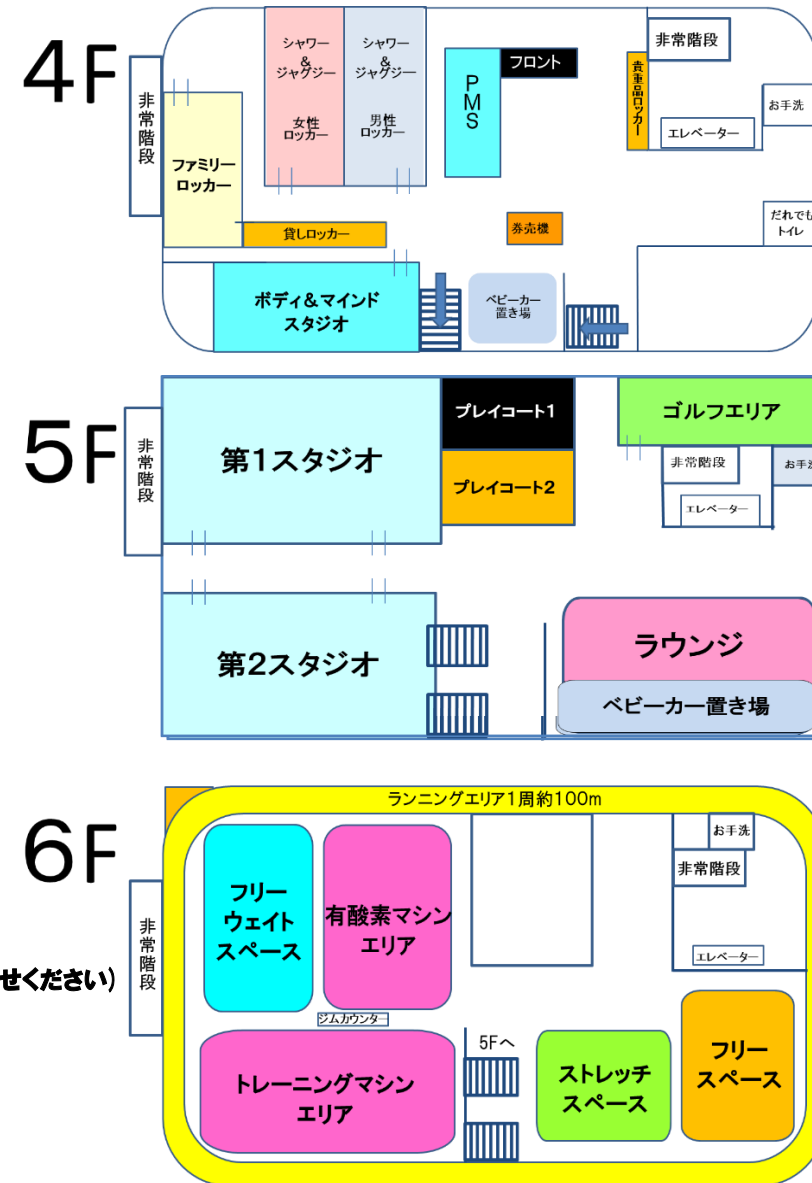 4F
非常階段
シャワー
&
ジャグジー
女性
ロッカー
シャワー
&
ジャグジー
男性
ロッカー
PMS
フロント
貴重品ロッカー
非常階段
お手洗
エレベーター
ファミリー
ロッカー
貸しロッカー
券売機
だれでも
トイレ
ボディ&マインド
スタジオ
ベビーカー
置き場
5F
非常階段
第1スタジオ
プレイコート1
プレイコート2
ゴルフエリア
非常階段
お手洗
エレベーター
第2スタジオ
ラウンジ
ベビーカー置き場
6F
ランニングエリア1周約100m
非常階段
フリー
ウェイト
スペース
有酸素マシン
エリア
お手洗
非常階段
エレベーター
せください)
ジムカウンター
トレーニングマシン
エリア
5Fへ
ストレッチ
スペース
フリー
スペース